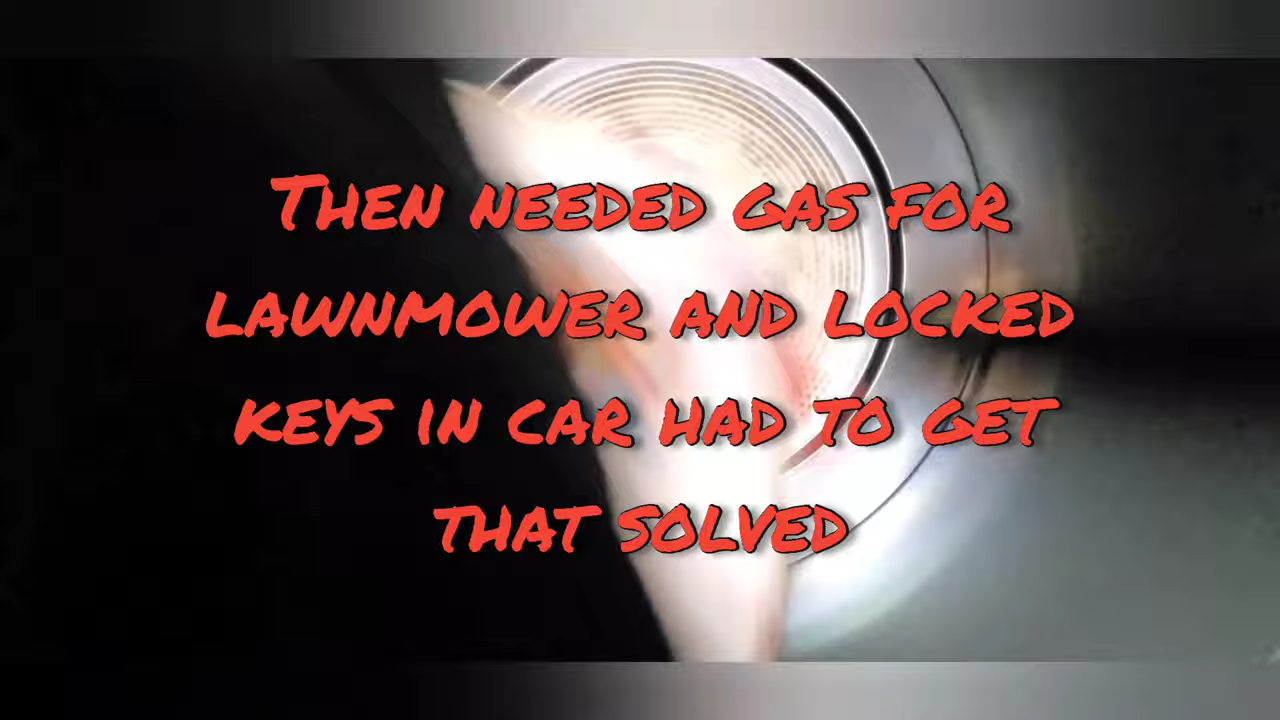 Then needed gas for
lawnmower and locked
keys in car had to get
that solved